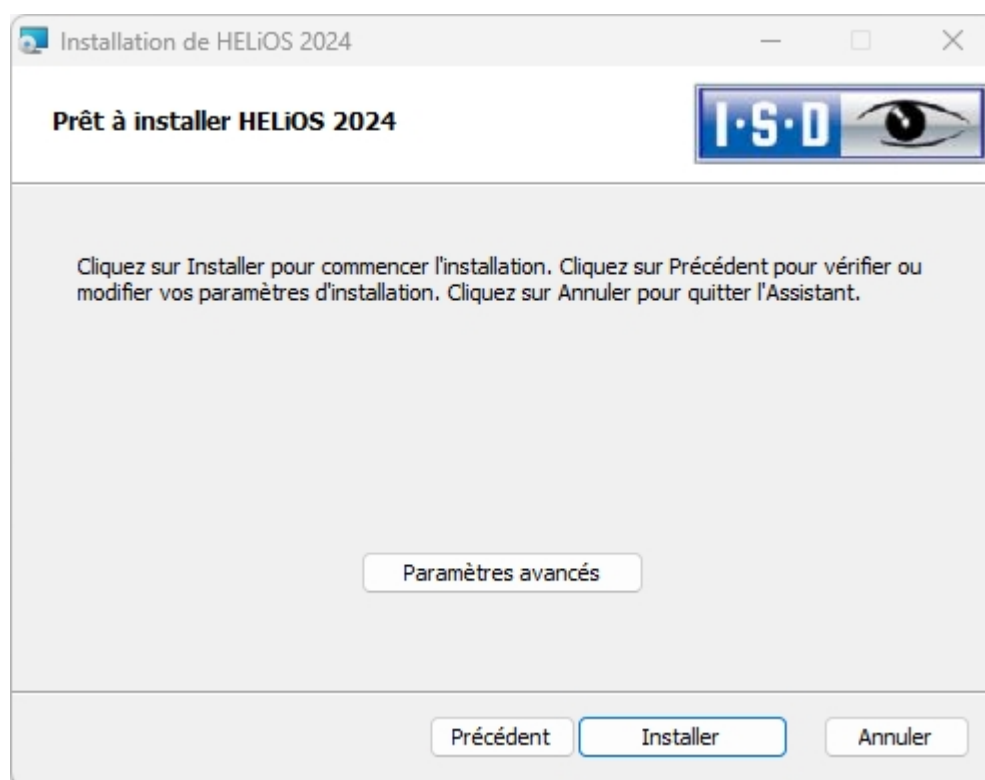 Installation de HELiOS 2024
Prêt à installer HELiOS 2024
I·S·D
Cliquez sur Installer pour commencer l'installation. Cliquez sur Précédent pour vérifier ou
modifier vos paramètres d'installation. Cliquez sur Annuler pour quitter l'Assistant.
Paramètres avancés
Précédent
Installer
Annuler